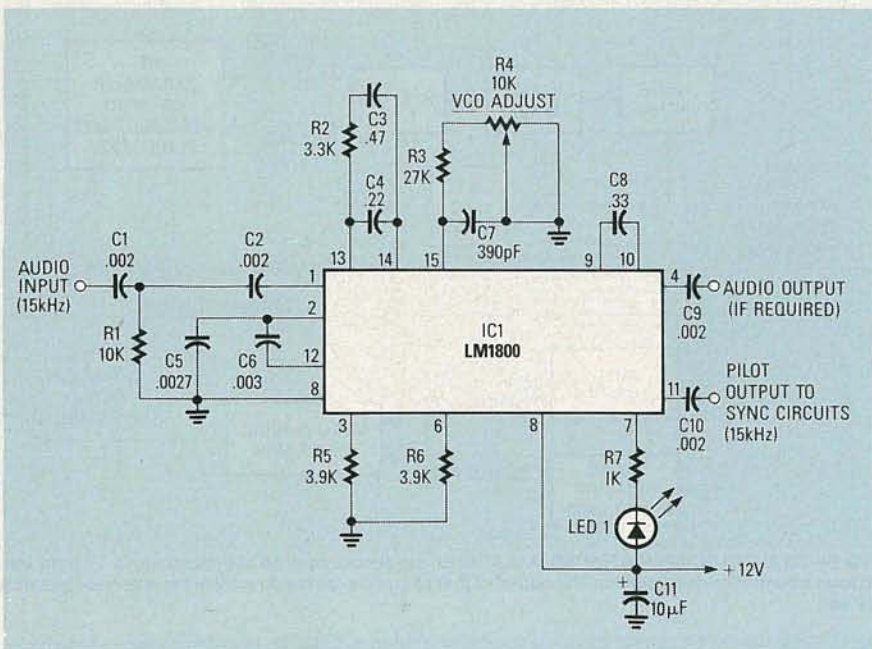 R4
10K
VCO ADJUST
C3
.47
R2
3.3K
C4
.22
R3
27K
C7
390pF
C8
.33
13
14
15
9
10
AUDIO
INPUT
(15kHz)
C1
.002
C2
.002
1
2
12
8
R1
10K
C5
.0027
C6
.003
IC1
LM1800
4
AUDIO OUTPUT
(IF REQUIRED)
C9
.002
11
PILOT
OUTPUT TO
SYNC CIRCUITS
(15kHz)
C10
.002
3
6
8
7
R5
3.9K
R6
3.9K
R7
1K
LED 1
+12V
+
C11
10μF